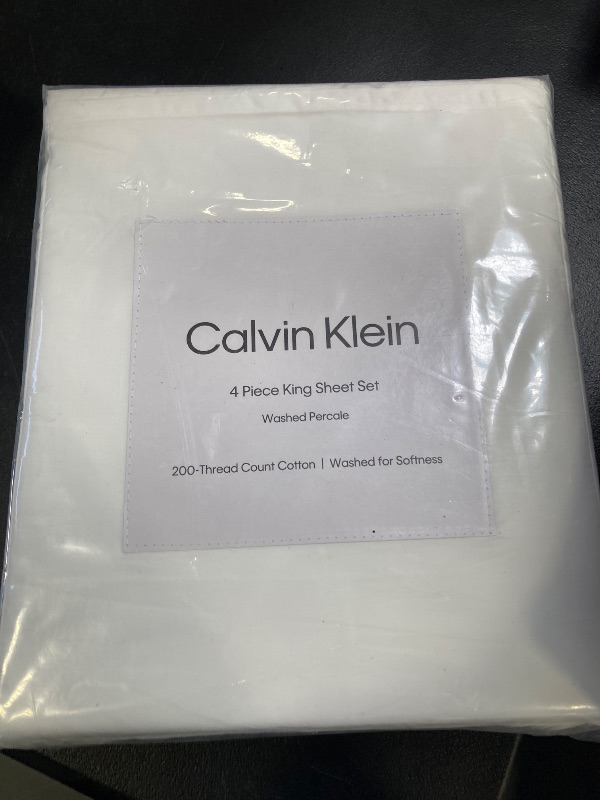 Calvin Klein
4 Piece King Sheet Set
Washed Percale
200-Thread Count Cotton | Washed for Softness